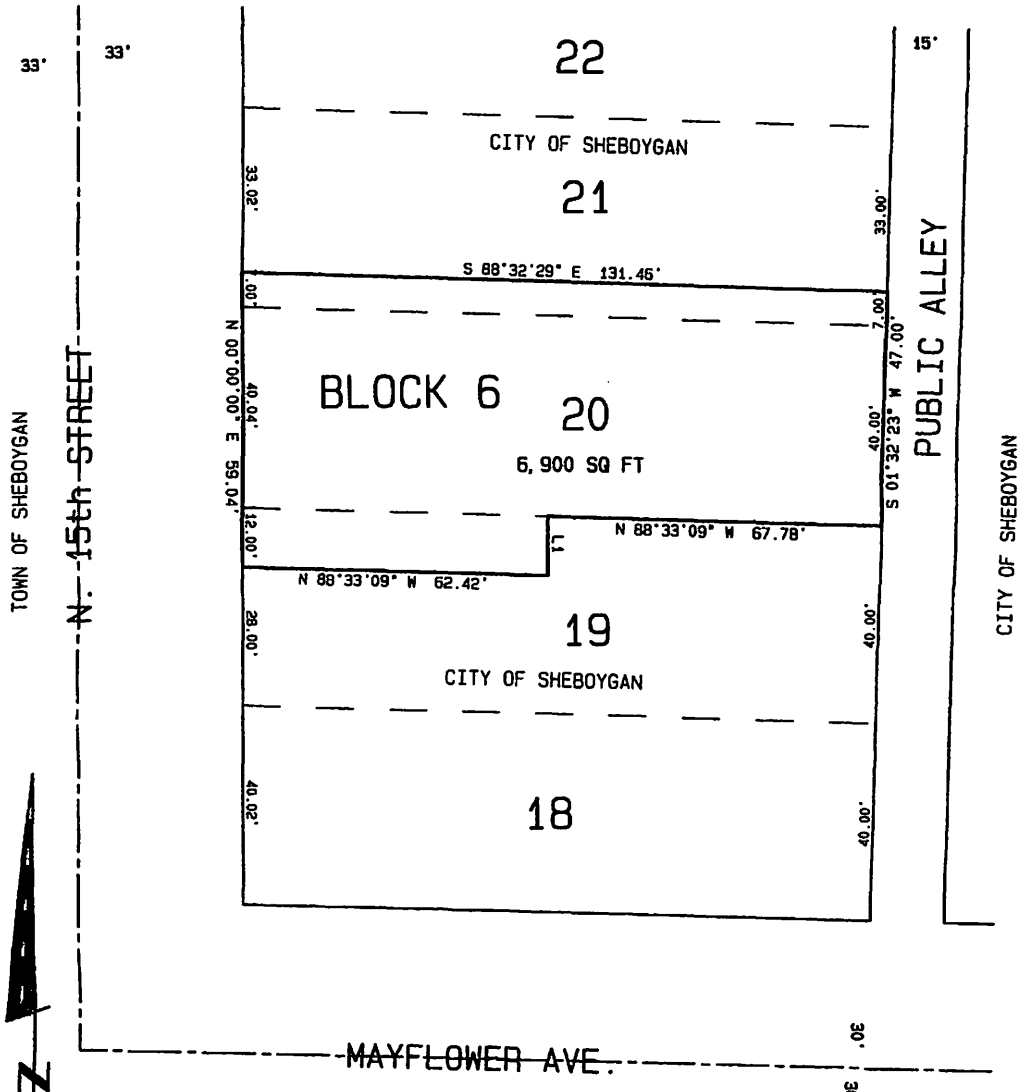 33'
33'
22
15'
CITY OF SHEBOYGAN
33.02'
21
33.00'
S 88°32'29" E 131.46'
7.00'
7.00'
N 00°00'00" E 59.04'
40.04'
BLOCK 6
20
6,900 SQ FT
40.00'
S 01°32'23" W 47.00'
PUBLIC ALLEY
N. 15th STREET
TOWN OF SHEBOYGAN
CITY OF SHEBOYGAN
12.00'
L1
N 88°33'09" W 67.78'
N 88°33'09" W 62.42'
28.00'
19
40.00'
CITY OF SHEBOYGAN
40.02'
18
40.00'
30'
MAYFLOWER AVE.
N